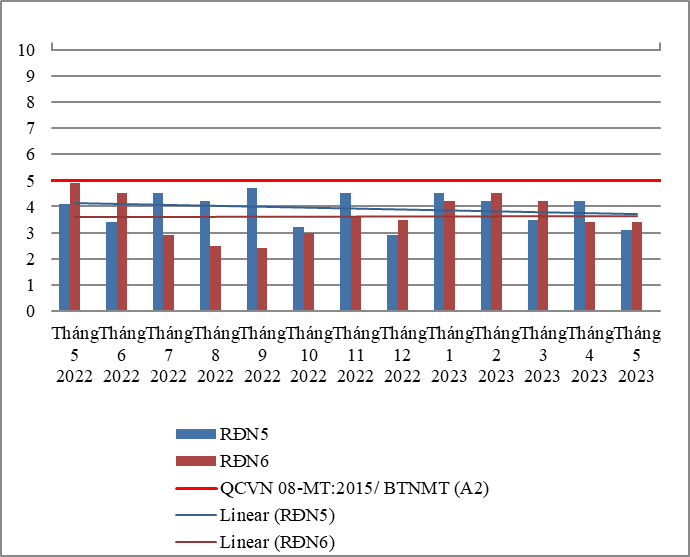 10
9
8
7
6
5
4
3
2
1
0
Tháng Tháng Tháng Tháng Tháng Tháng Tháng Tháng Tháng Tháng Tháng Tháng Tháng
5 6 7 8 9 10 11 12 1 2 3 4 5
2022 2022 2022 2022 2022 2022 2022 2022 2023 2023 2023 2023 2023
RĐN5
RĐN6
QCVN 08-MT:2015/ BTNMT (A2)
Linear (RĐN5)
Linear (RĐN6)